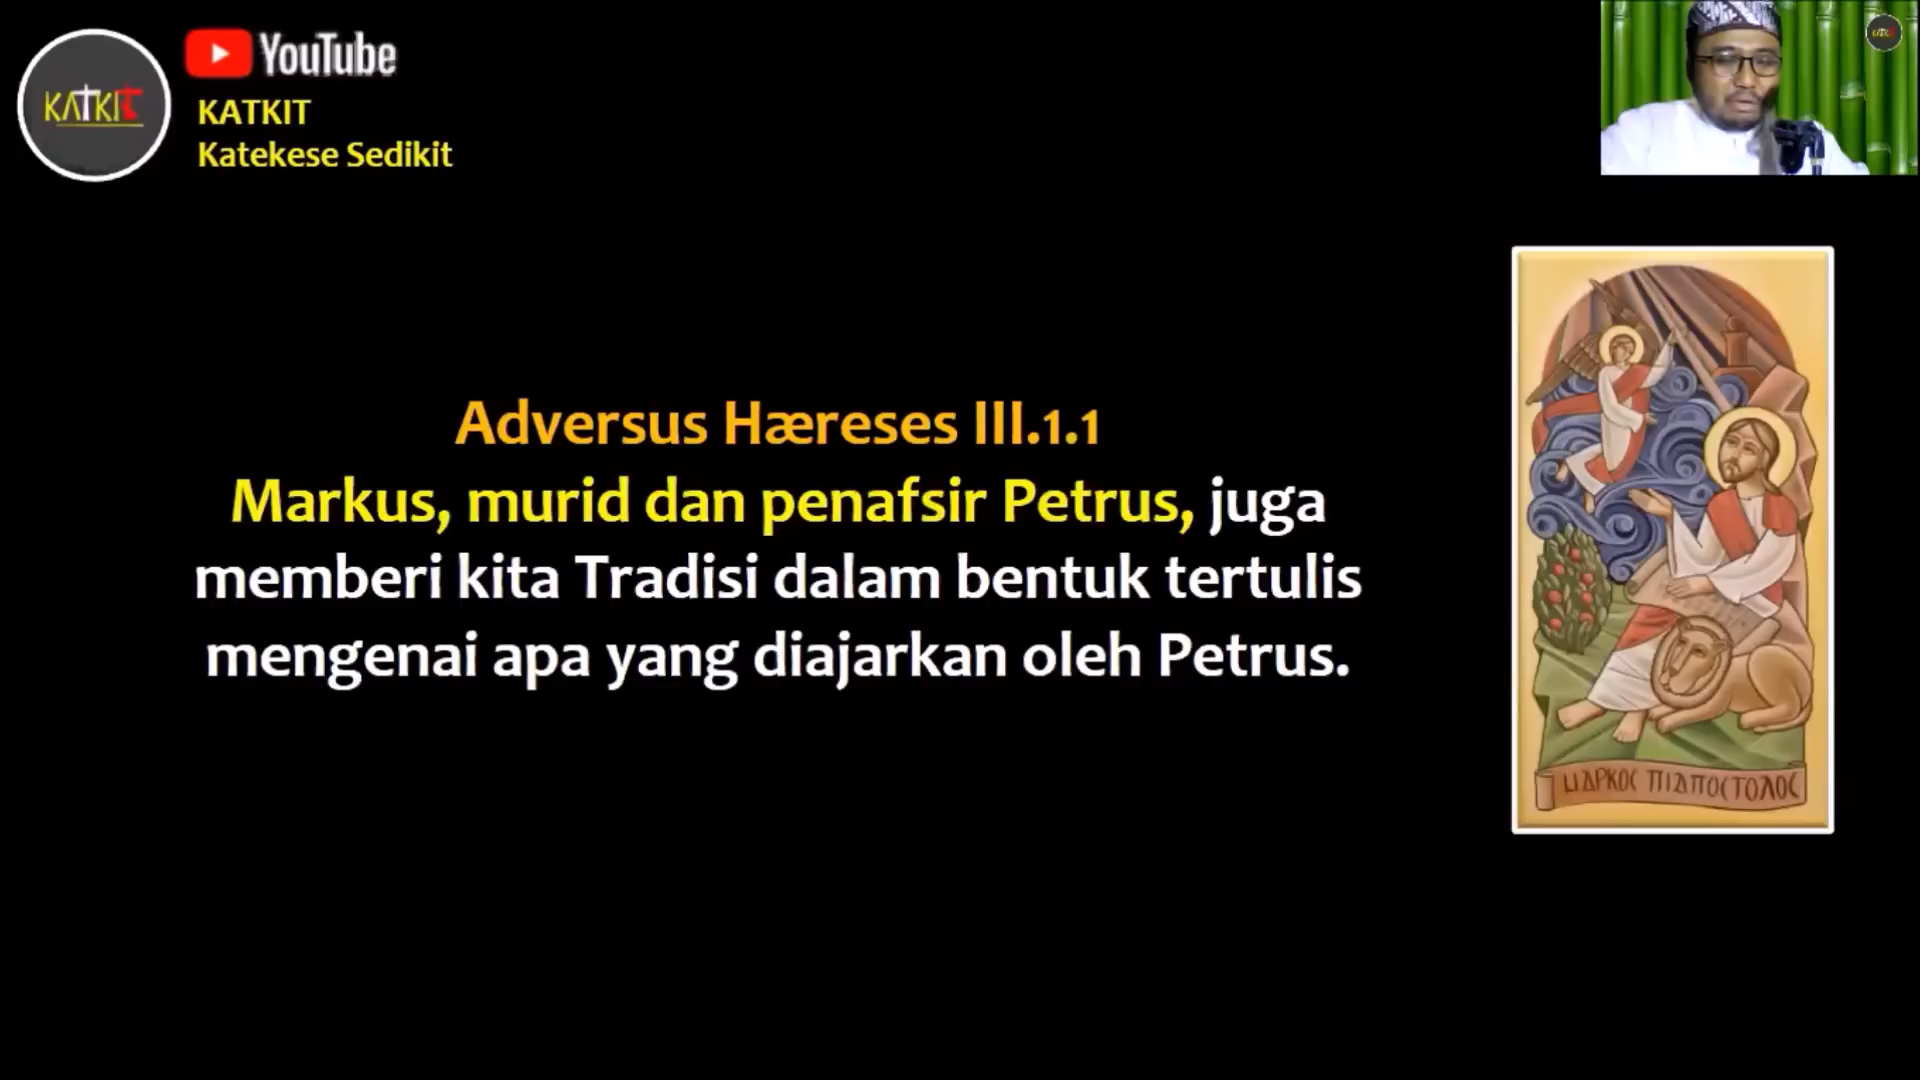 KATKIT
YouTube
KATKIT
Katekese Sedikit
Adversus Hæreses III.1.1
Markus, murid dan penafsir Petrus, juga
memberi kita Tradisi dalam bentuk tertulis
mengenai apa yang diajarkan oleh Petrus.
ⲘⲀⲢⲔⲞⲤ ⲠⲒⲀⲠⲞⲤⲦⲞⲖⲞⲤ